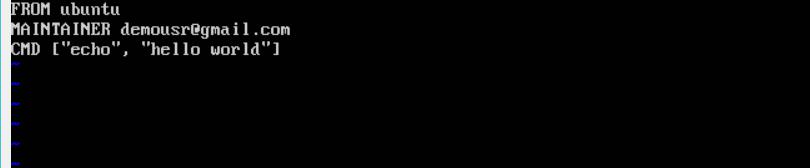 FROM ubuntu
MAINTAINER demousr@gmail.com
CMD ["echo", "hello world"]
~
~
~
~
~
~